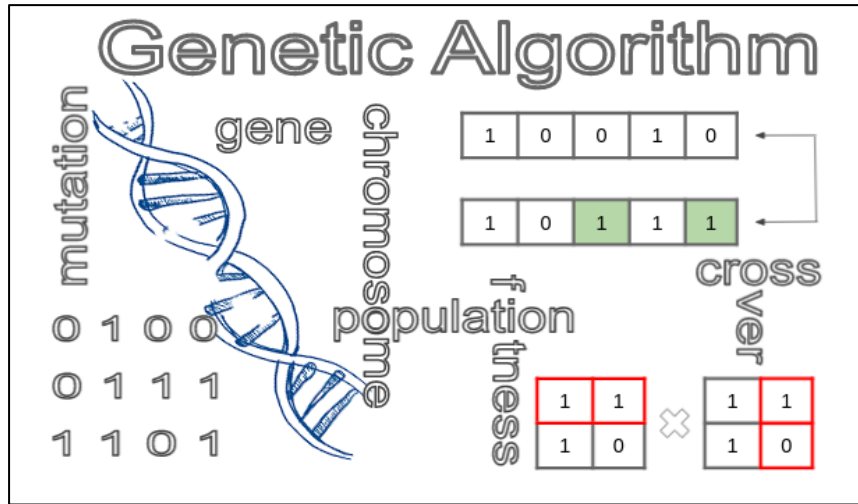 Genetic Algorithm
mutation
gene
chromosome
1 0 0 1 0
1 0 1 1 1
cross
ver
f tness
population
0 1 0 0
0 1 1 1
1 1 0 1
1 1
1 0
1 1
1 0